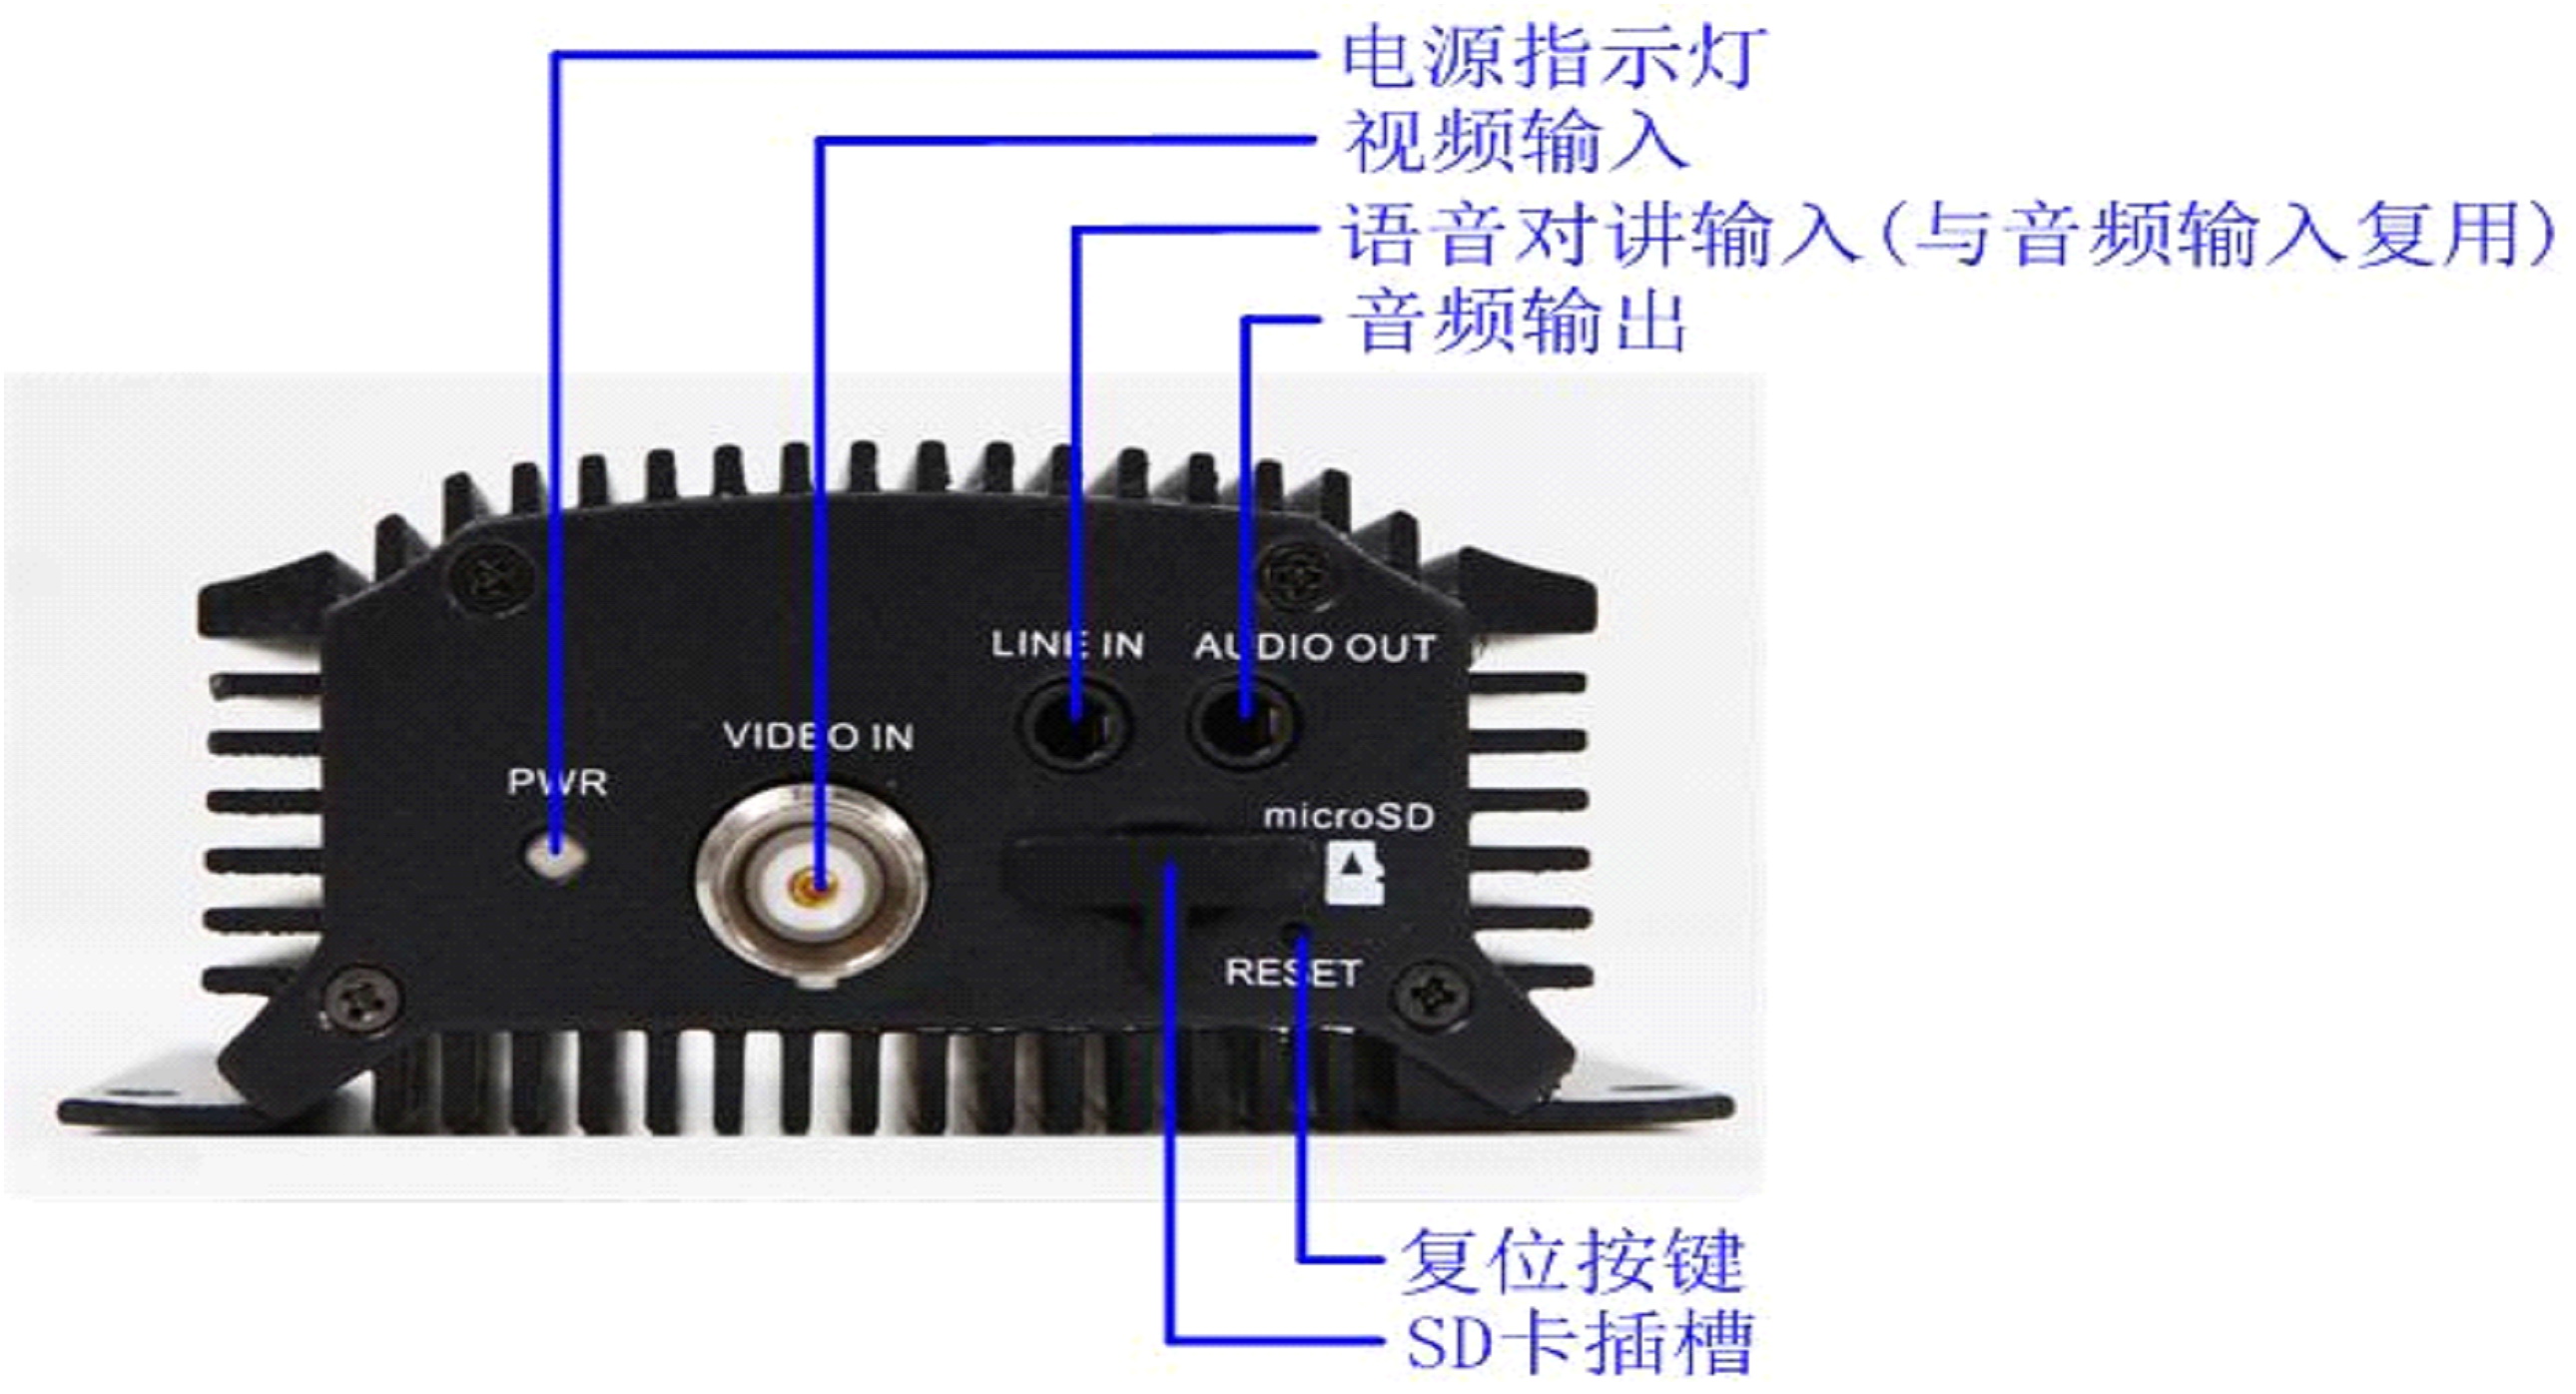 电源指示灯
视频输入
语音对讲输入(与音频输入复用)
音频输出
LINE IN
AUDIO OUT
VIDEO IN
PWR
microSD
RESET
复位按键
SD卡插槽